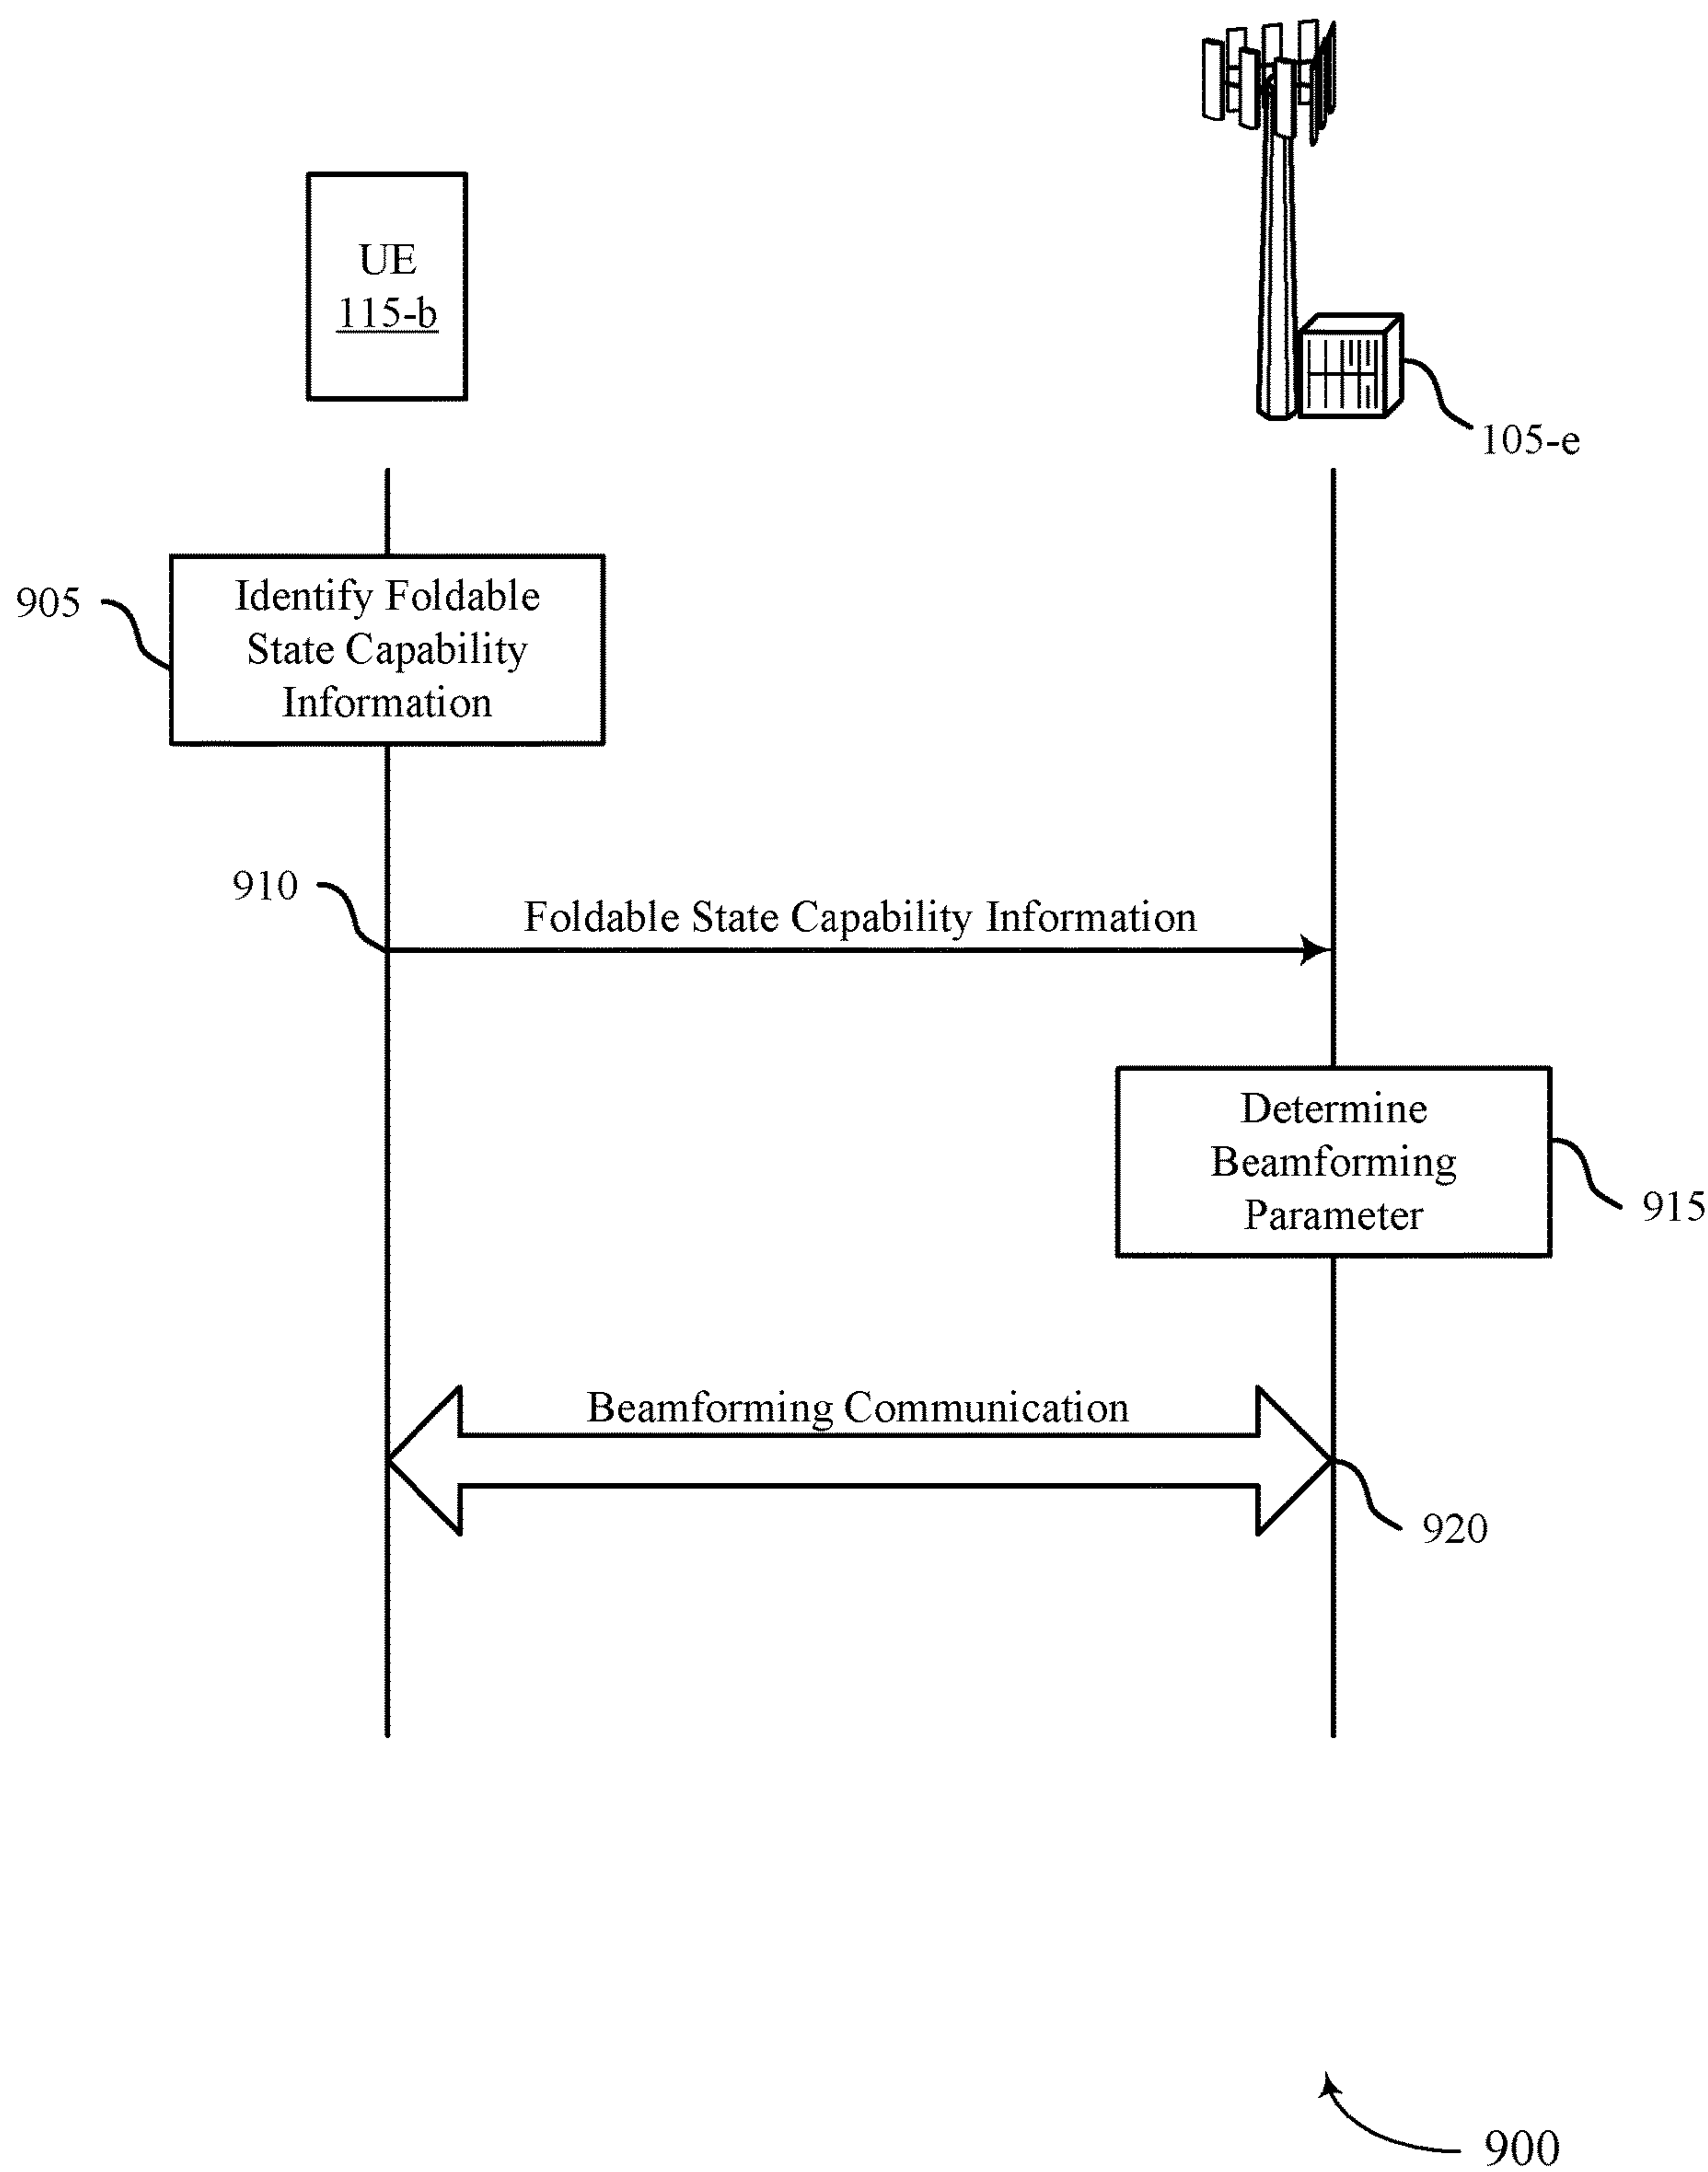 UE
115-b
105-e
905
Identify Foldable
State Capability
Information
910
Foldable State Capability Information
Determine
Beamforming
Parameter
915
Beamforming Communication
920
900